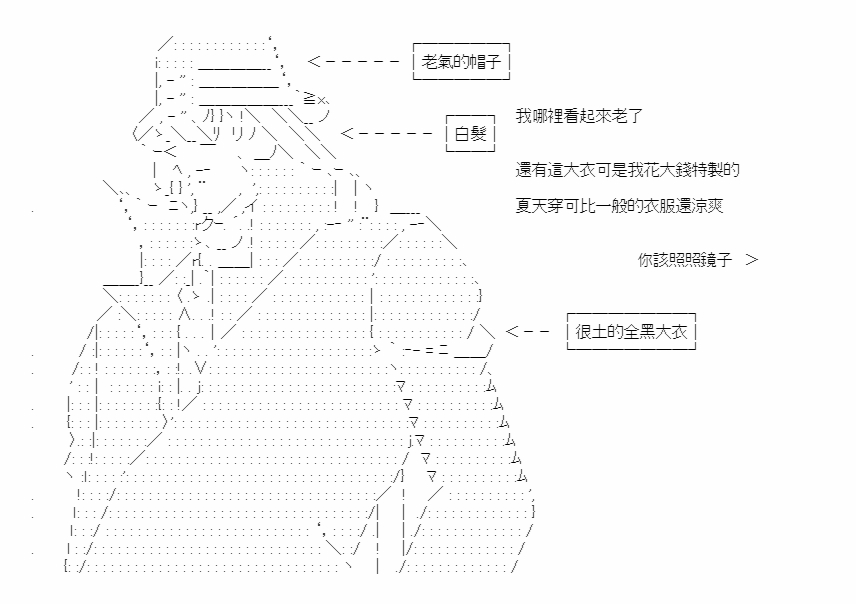 老氣的帽子
我哪裡看起來老了
白髮
還有這大衣可是我花大錢特製的
夏天穿可比一般的衣服還涼爽
你該照照鏡子 ＞
很土的全黑大衣